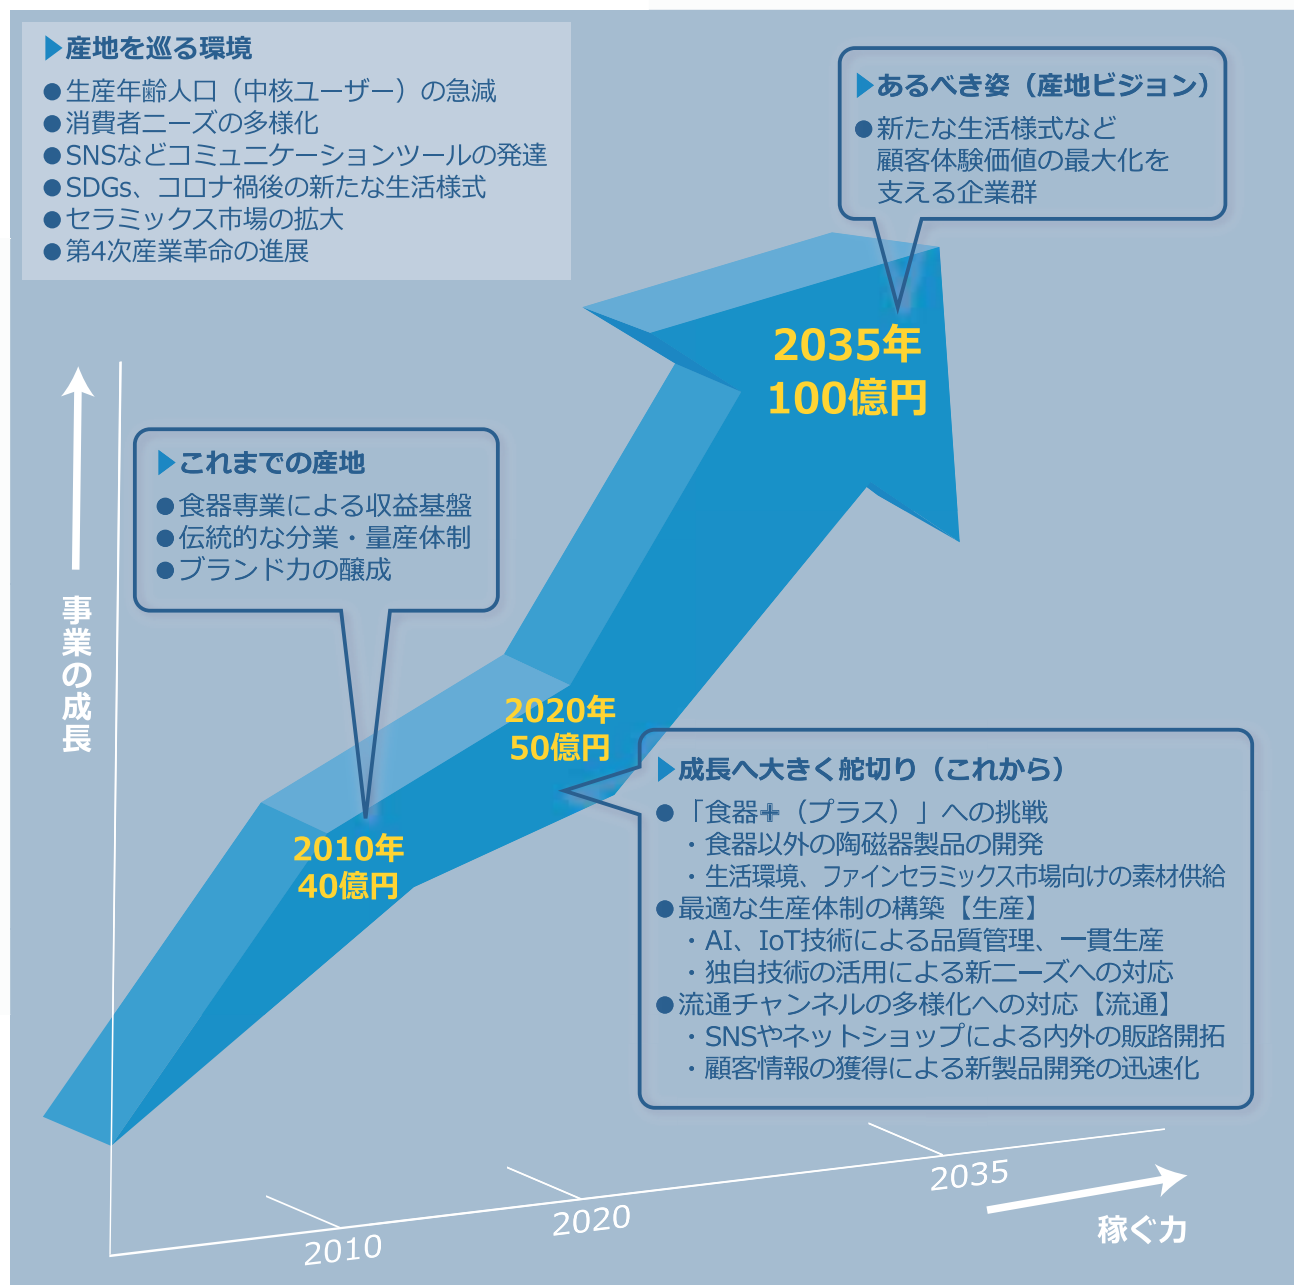 ▶産地を巡る環境
●生産年齢人口（中核ユーザー）の急減
●消費者ニーズの多様化
●SNSなどコミュニケーションツールの発達
●SDGs、コロナ禍後の新たな生活様式
●セラミックス市場の拡大
●第4次産業革命の進展
▶あるべき姿（産地ビジョン）
●新たな生活様式など
顧客体験価値の最大化を
支える企業群
2035年
100億円
▶これまでの産地
●食器専業による収益基盤
●伝統的な分業・量産体制
●ブランド力の醸成
事業の成長
2020年
50億円
2010年
40億円
▶成長へ大きく舵切り（これから）
●「食器＋（プラス）」への挑戦
・食器以外の陶磁器製品の開発
・生活環境、ファインセラミックス市場向けの素材供給
●最適な生産体制の構築【生産】
・AI、IoT技術による品質管理、一貫生産
・独自技術の活用による新ニーズへの対応
●流通チャンネルの多様化への対応【流通】
・SNSやネットショップによる内外の販路開拓
・顧客情報の獲得による新製品開発の迅速化
2010
2020
2035
稼ぐ力